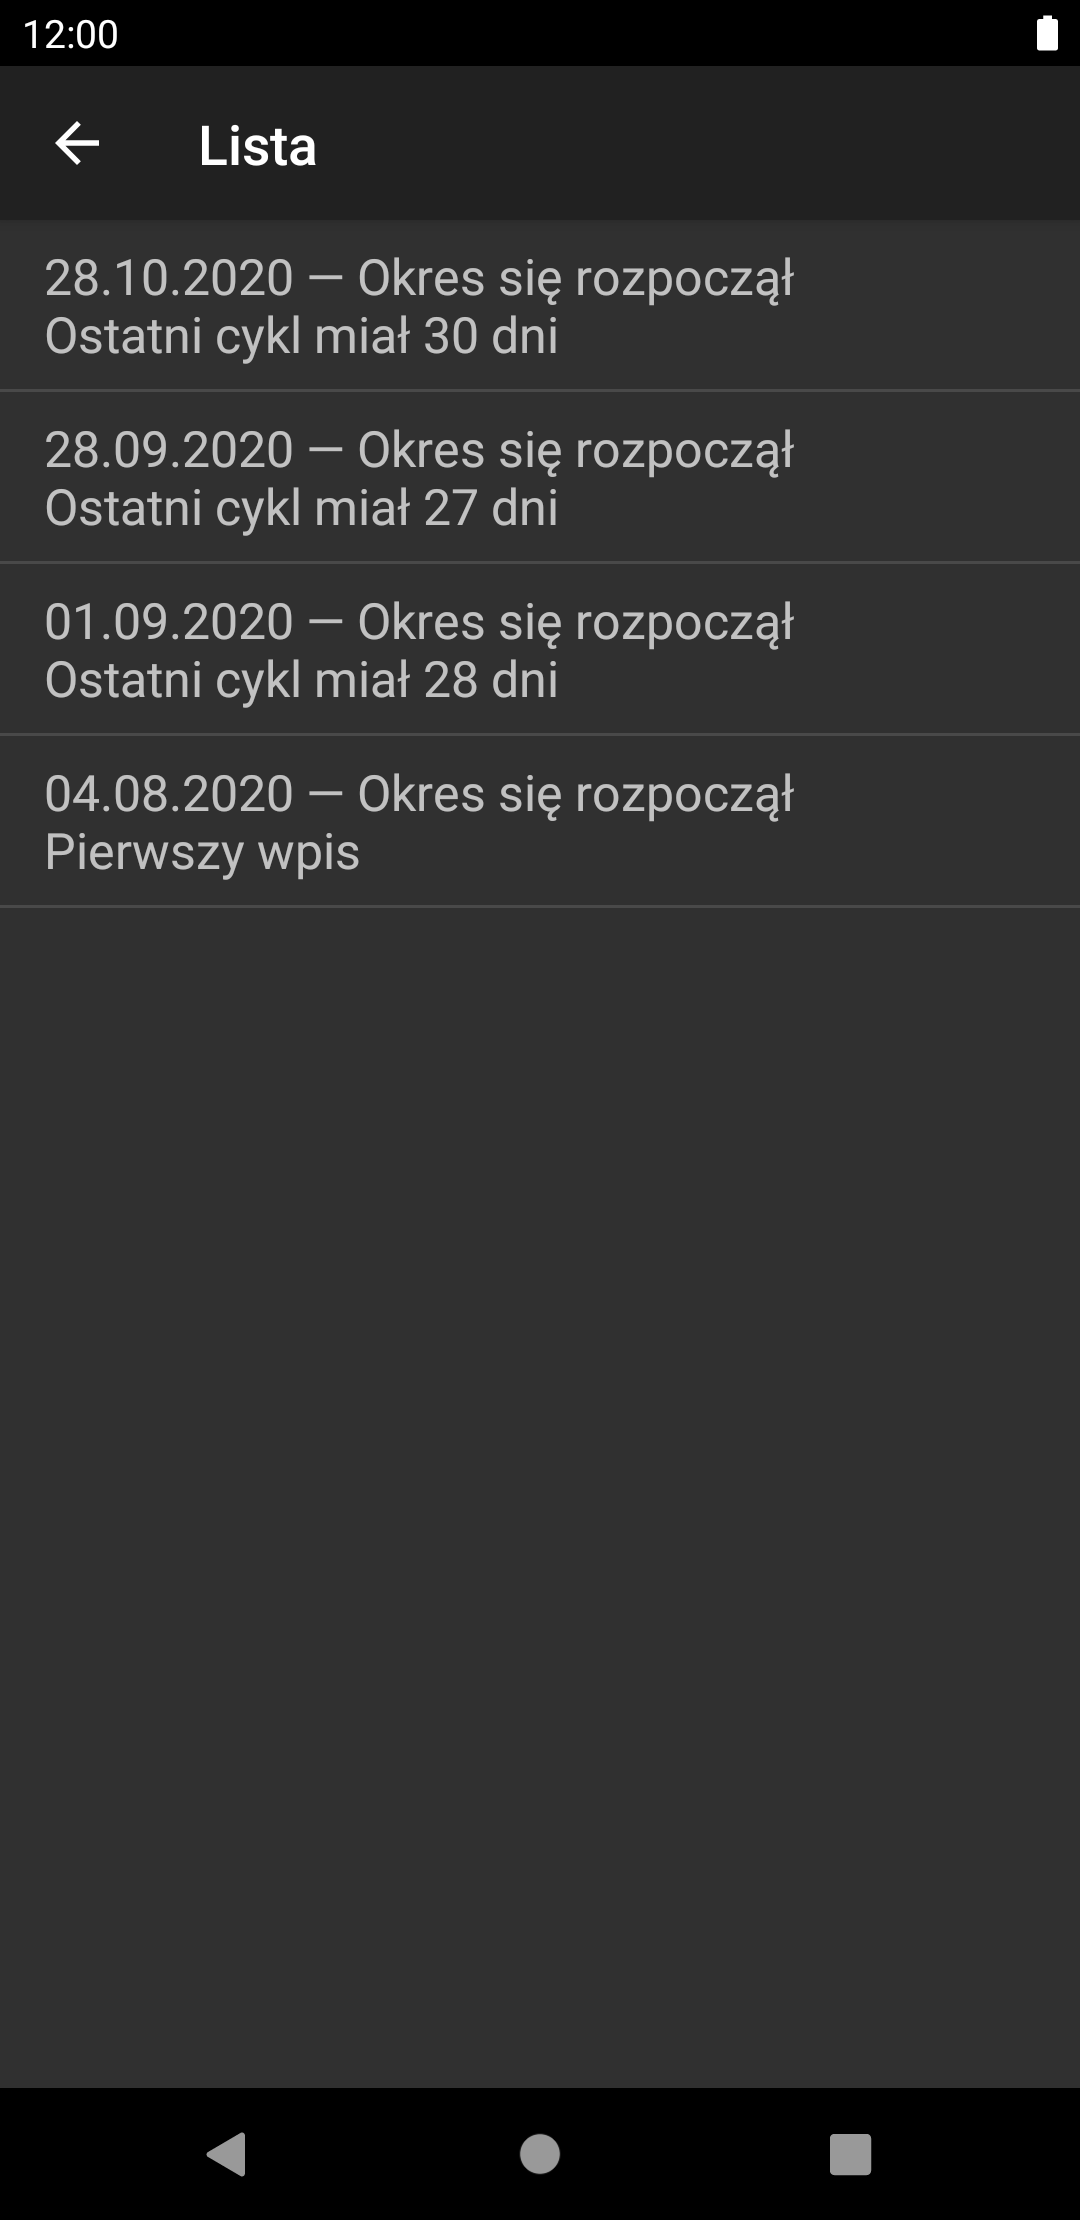 12:00
Lista
28.10.2020 — Okres się rozpoczął
Ostatni cykl miał 30 dni
28.09.2020 — Okres się rozpoczął
Ostatni cykl miał 27 dni
01.09.2020 — Okres się rozpoczął
Ostatni cykl miał 28 dni
04.08.2020 — Okres się rozpoczął
Pierwszy wpis